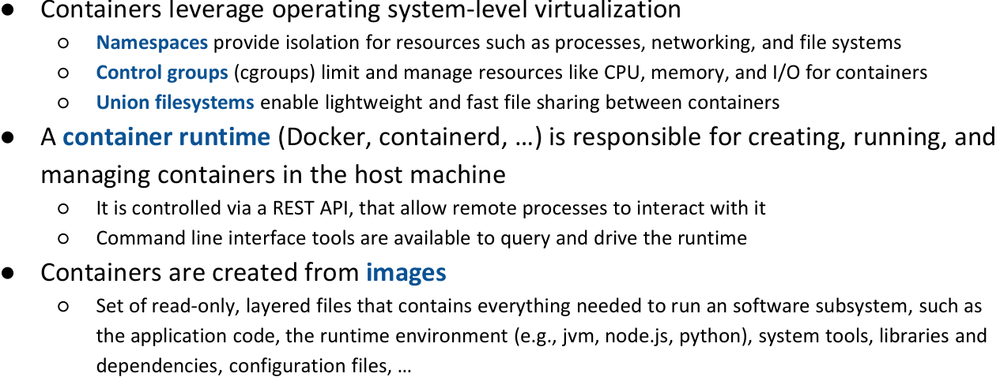 ● Containers leverage operating system-level virtualization
○ Namespaces provide isolation for resources such as processes, networking, and file systems
○ Control groups (cgroups) limit and manage resources like CPU, memory, and I/O for containers
○ Union filesystems enable lightweight and fast file sharing between containers
● A container runtime (Docker, containerd, …) is responsible for creating, running, and
managing containers in the host machine
○ It is controlled via a REST API, that allow remote processes to interact with it
○ Command line interface tools are available to query and drive the runtime
● Containers are created from images
○ Set of read-only, layered files that contains everything needed to run an software subsystem, such as
the application code, the runtime environment (e.g., jvm, node.js, python), system tools, libraries and
dependencies, configuration files, …